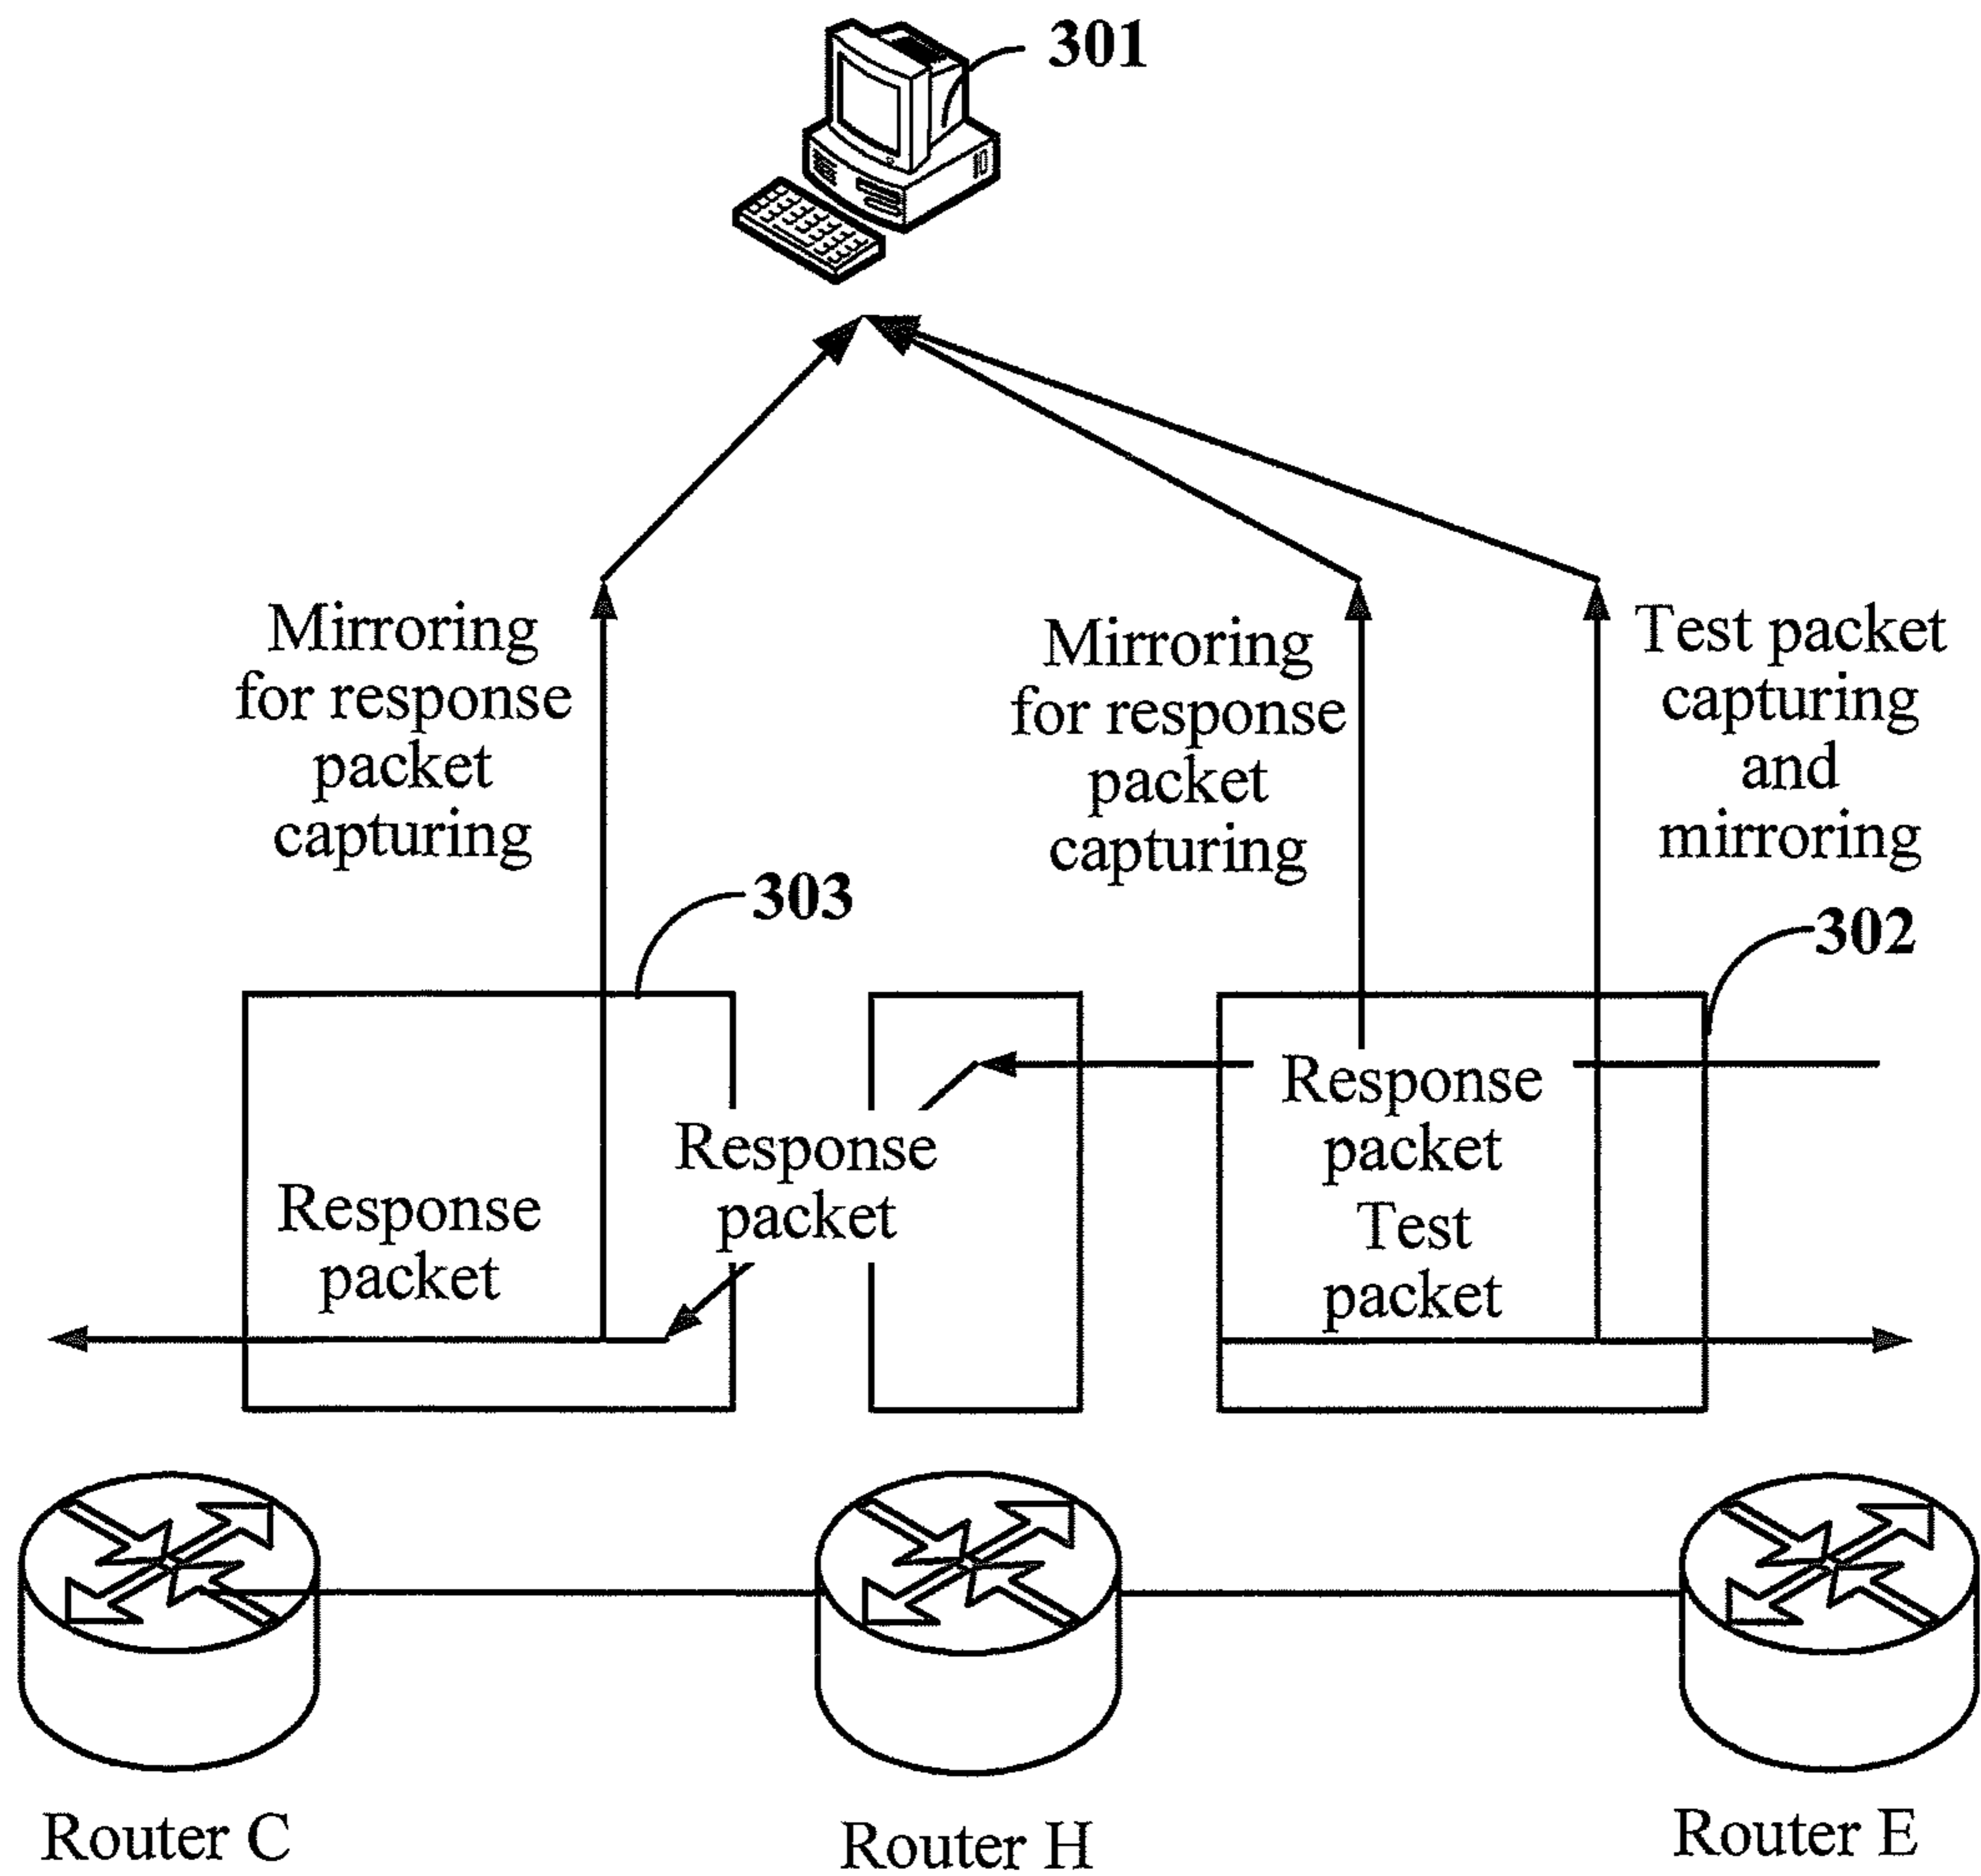 301
Mirroring
for response
packet
capturing
Mirroring
for response
packet
capturing
Test packet
capturing
and
mirroring
303
302
Response
packet
Response
packet
Response
packet
Test
packet
Router C
Router H
Router E